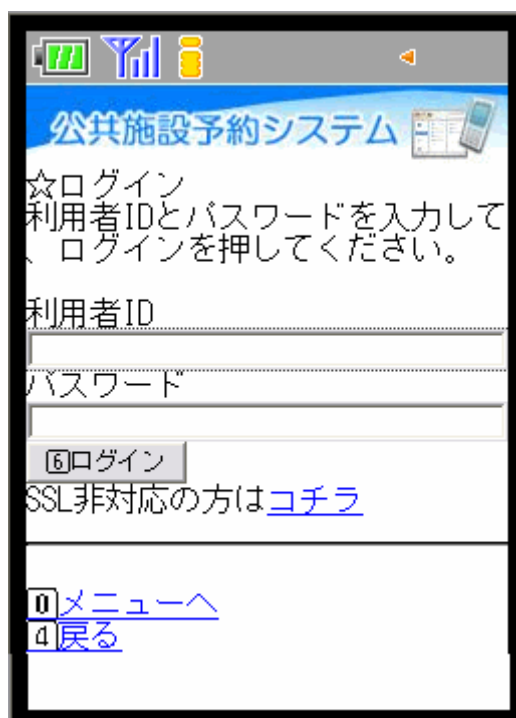 公共施設予約システム
☆ログイン
利用者IDとパスワードを入力して
、ログインを押してください。
利用者ID
パスワード
6ログイン
SSL非対応の方はコチラ
0メニューへ
4戻る